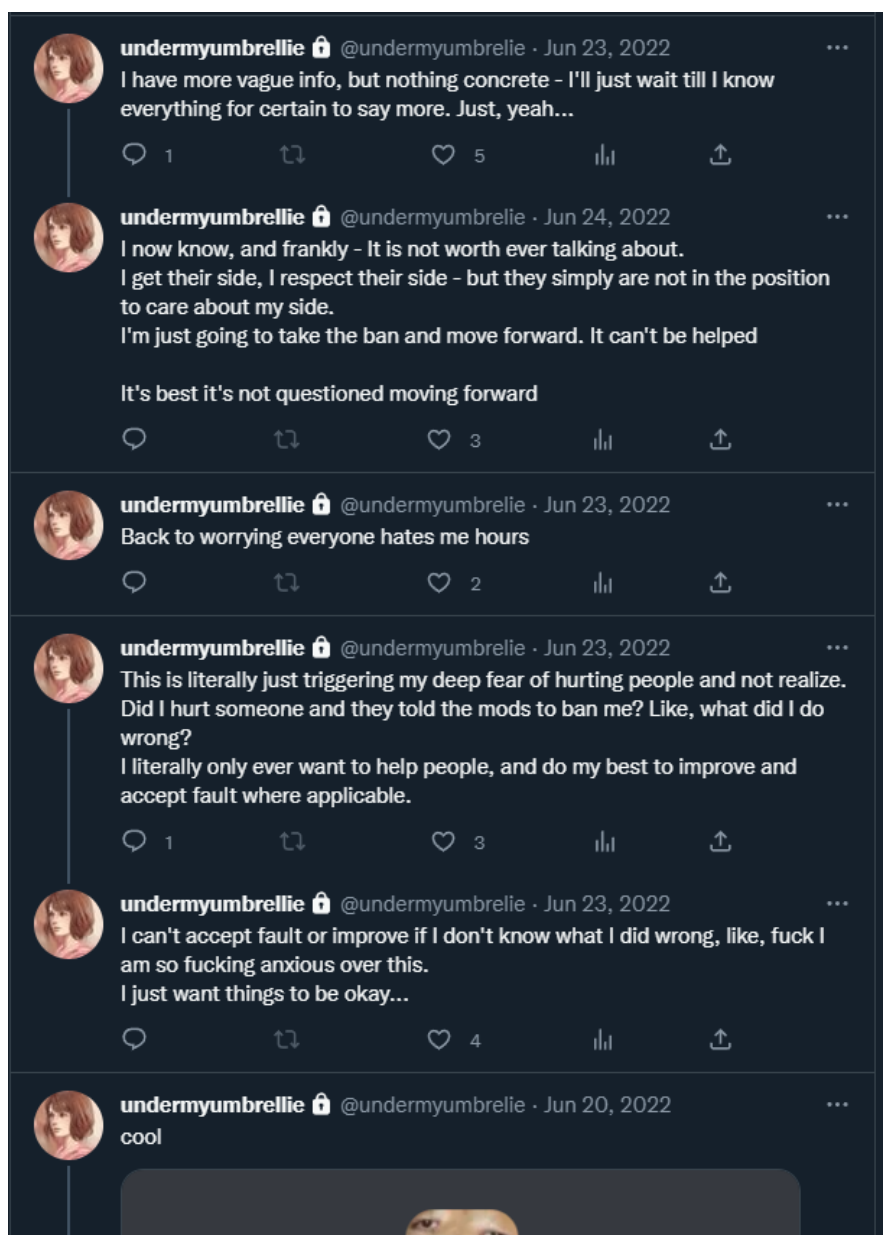 undermyumbrellie @undermyumbrelie · Jun 23, 2022
I have more vague info, but nothing concrete - I'll just wait till I know
everything for certain to say more. Just, yeah...
1 5
undermyumbrellie @undermyumbrelie · Jun 24, 2022
I now know, and frankly - It is not worth ever talking about.
I get their side, I respect their side - but they simply are not in the position
to care about my side.
I'm just going to take the ban and move forward. It can't be helped
It's best it's not questioned moving forward
3
undermyumbrellie @undermyumbrelie · Jun 23, 2022
Back to worrying everyone hates me hours
2
undermyumbrellie @undermyumbrelie · Jun 23, 2022
This is literally just triggering my deep fear of hurting people and not realize.
Did I hurt someone and they told the mods to ban me? Like, what did I do
wrong?
I literally only ever want to help people, and do my best to improve and
accept fault where applicable.
1 3
undermyumbrellie @undermyumbrelie · Jun 23, 2022
I can't accept fault or improve if I don't know what I did wrong, like, fuck I
am so fucking anxious over this.
I just want things to be okay...
4
undermyumbrellie @undermyumbrelie · Jun 20, 2022
cool